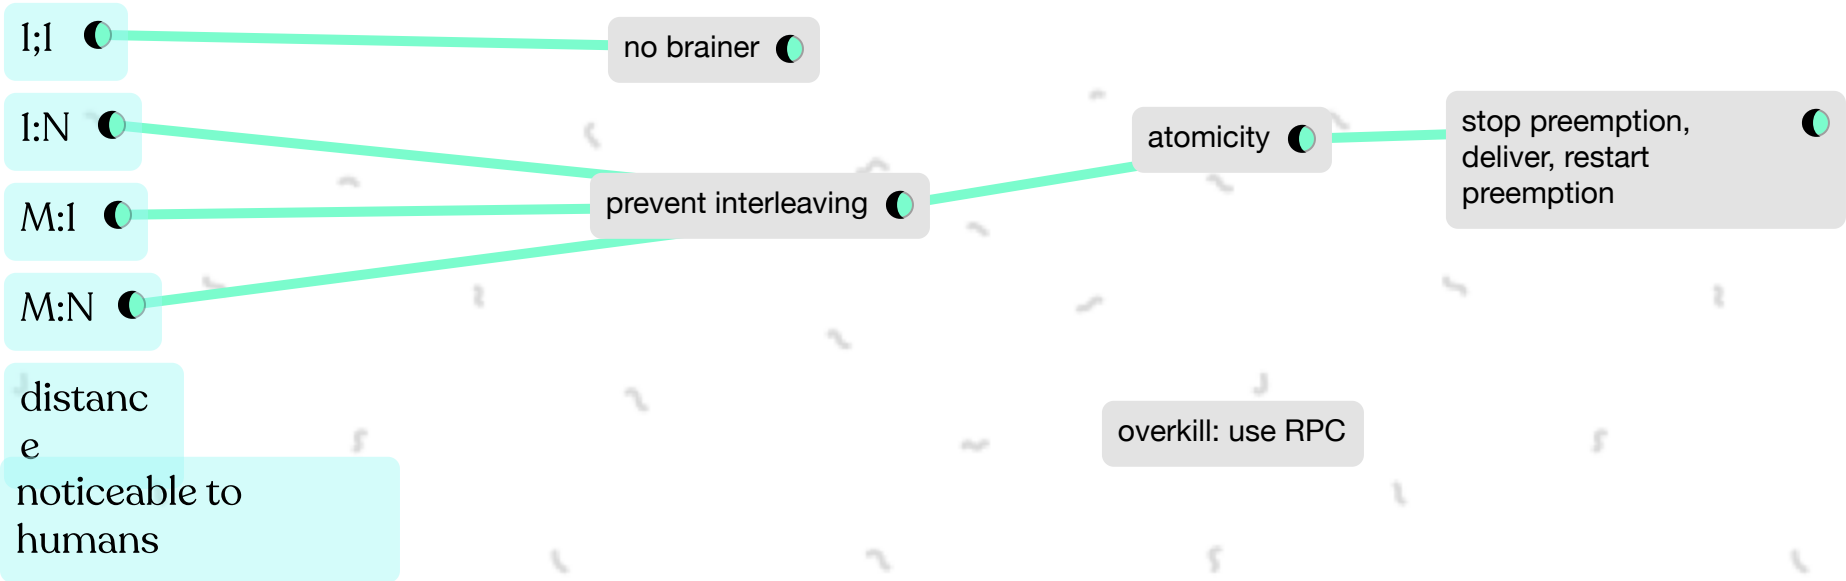 1;1
no brainer
1:N
atomicity
stop preemption,
deliver, restart
preemption
M:1
prevent interleaving
M:N
distanc
e
overkill: use RPC
noticeable to
humans